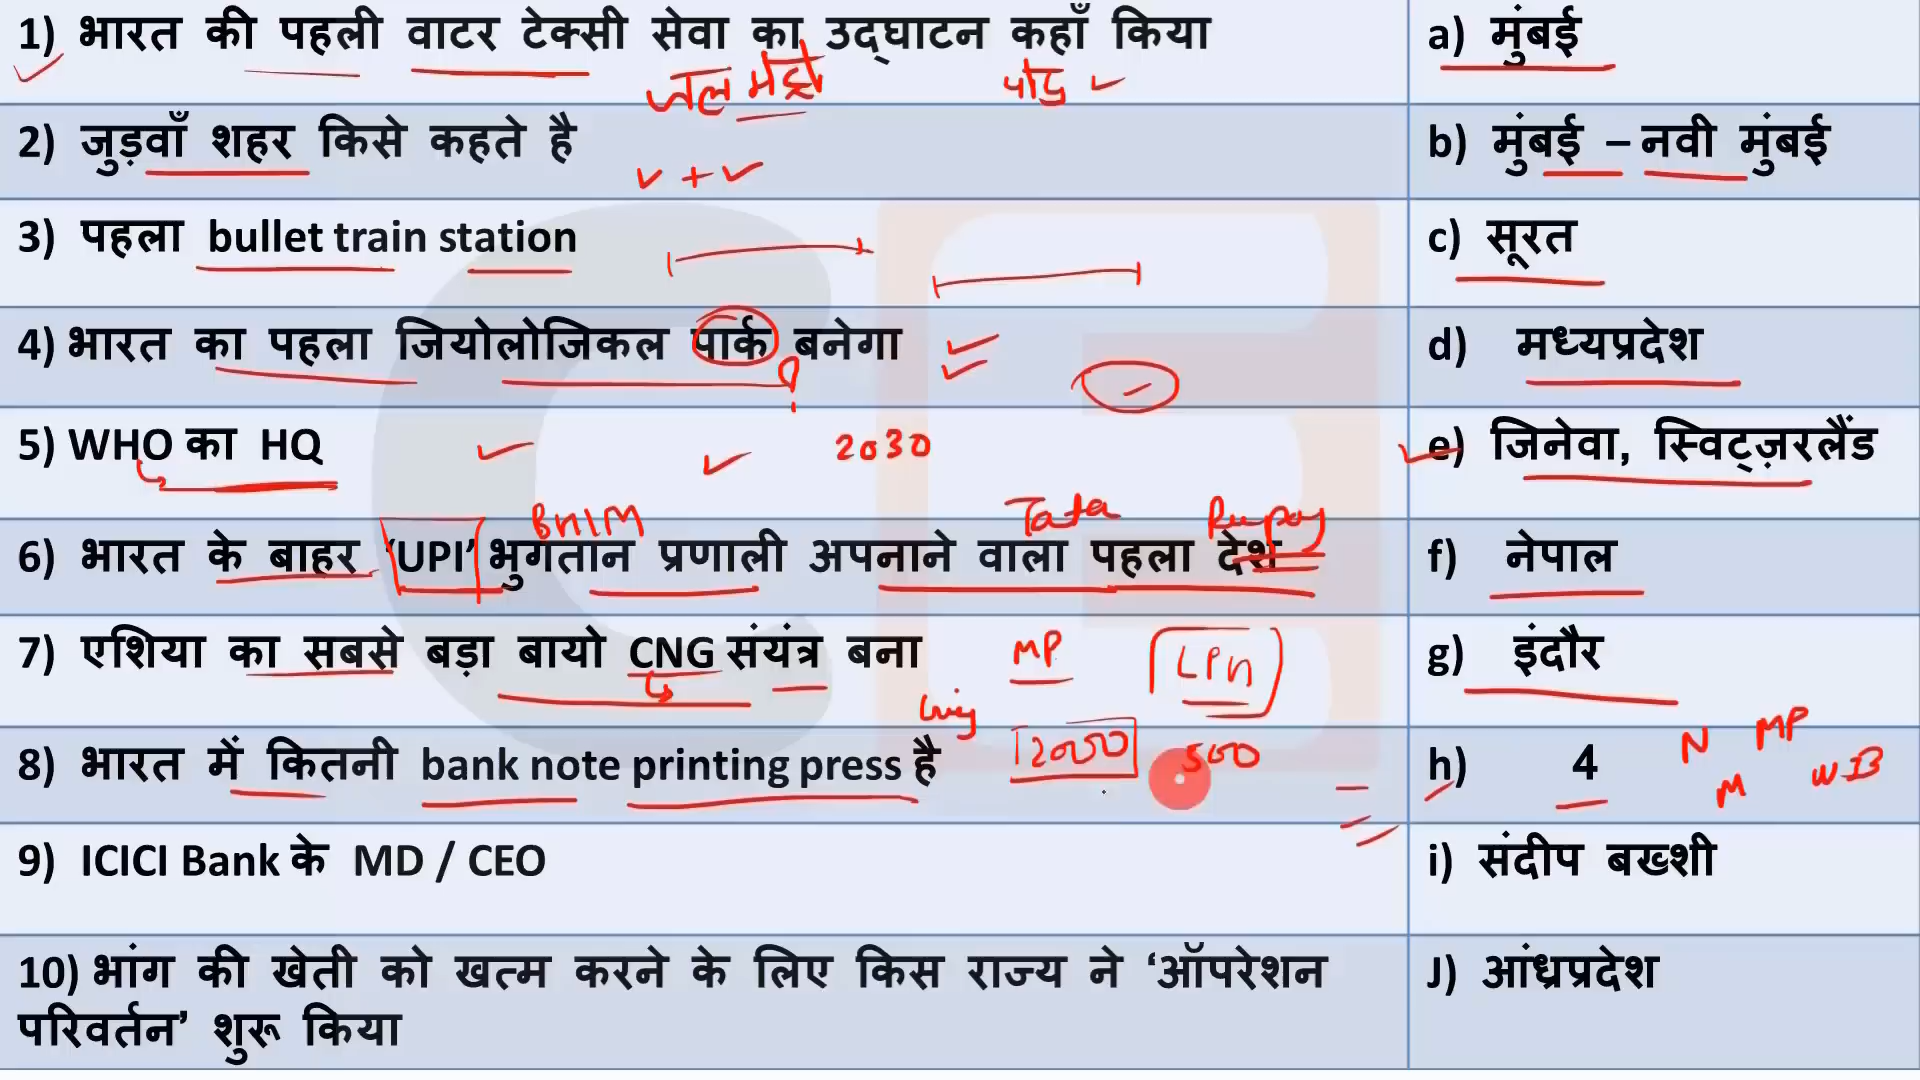 1) भारत की पहली वाटर टेक्सी सेवा का उद्घाटन कहाँ किया a) मुंबई
जल मेट्रो
2) जुड़वाँ शहर किसे कहते है b) मुंबई – नवी मुंबई
3) पहला bullet train station c) सूरत
4) भारत का पहला जियोलोजिकल पार्क बनेगा d) मध्यप्रदेश
5) WHO का HQ 2030 e) जिनेवा, स्विट्ज़रलैंड
BHIM Tata Rupay
6) भारत के बाहर ‘UPI’ भुगतान प्रणाली अपनाने वाला पहला देश f) नेपाल
7) एशिया का सबसे बड़ा बायो CNG संयंत्र बना MP g) इंदौर
N MP
8) भारत में कितनी bank note printing press है 2000 500 h) 4 M WB
9) ICICI Bank के MD / CEO i) संदीप बख्शी
10) भांग की खेती को खत्म करने के लिए किस राज्य ने ‘ऑपरेशन J) आंध्रप्रदेश
परिवर्तन’ शुरू किया